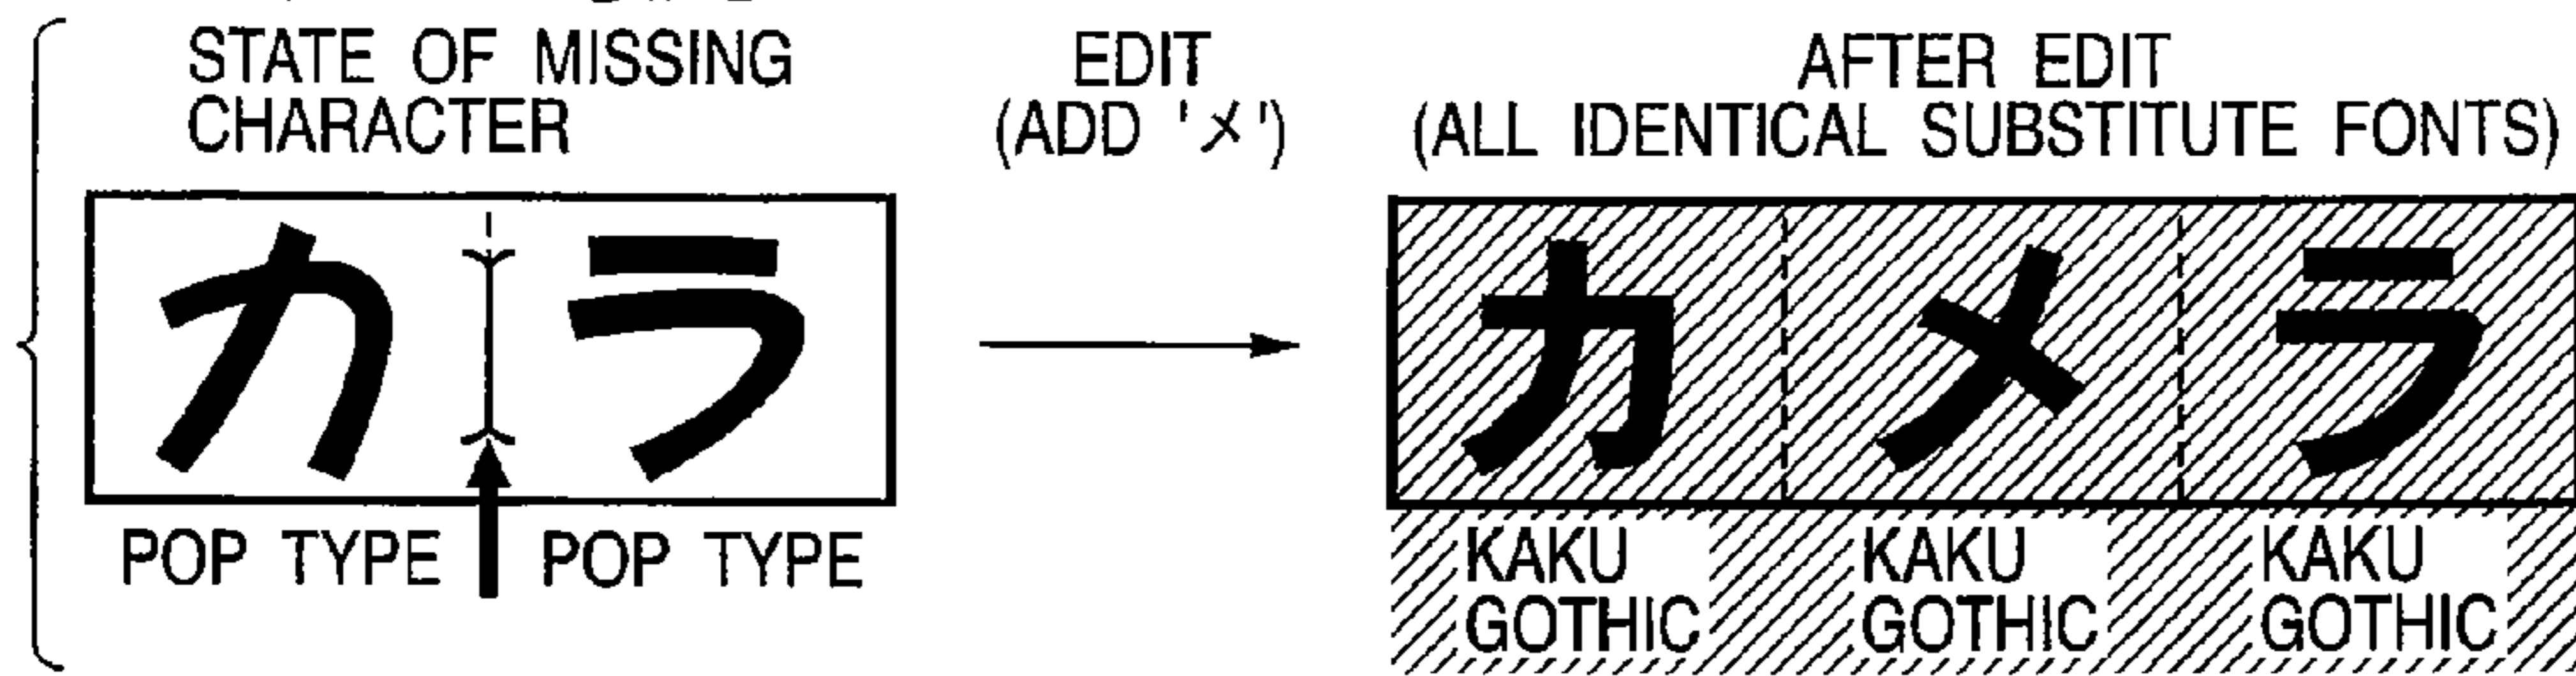 STATE OF MISSING
CHARACTER
EDIT
(ADD 'メ')
AFTER EDIT
(ALL IDENTICAL SUBSTITUTE FONTS)
カラ
POP TYPE POP TYPE
カメラ
KAKU GOTHIC
KAKU GOTHIC
KAKU GOTHIC